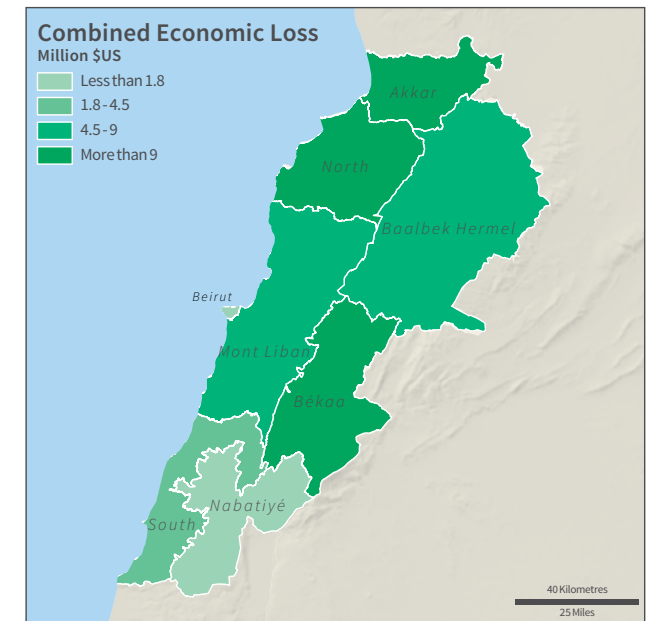 Combined Economic Loss
Million $US
Less than 1.8
1.8 - 4.5
4.5 - 9
More than 9
Akkar
North
Baalbek Hermel
Beirut
Mont Liban
Békaa
Nabatiyé
South
40 Kilometres
25 Miles